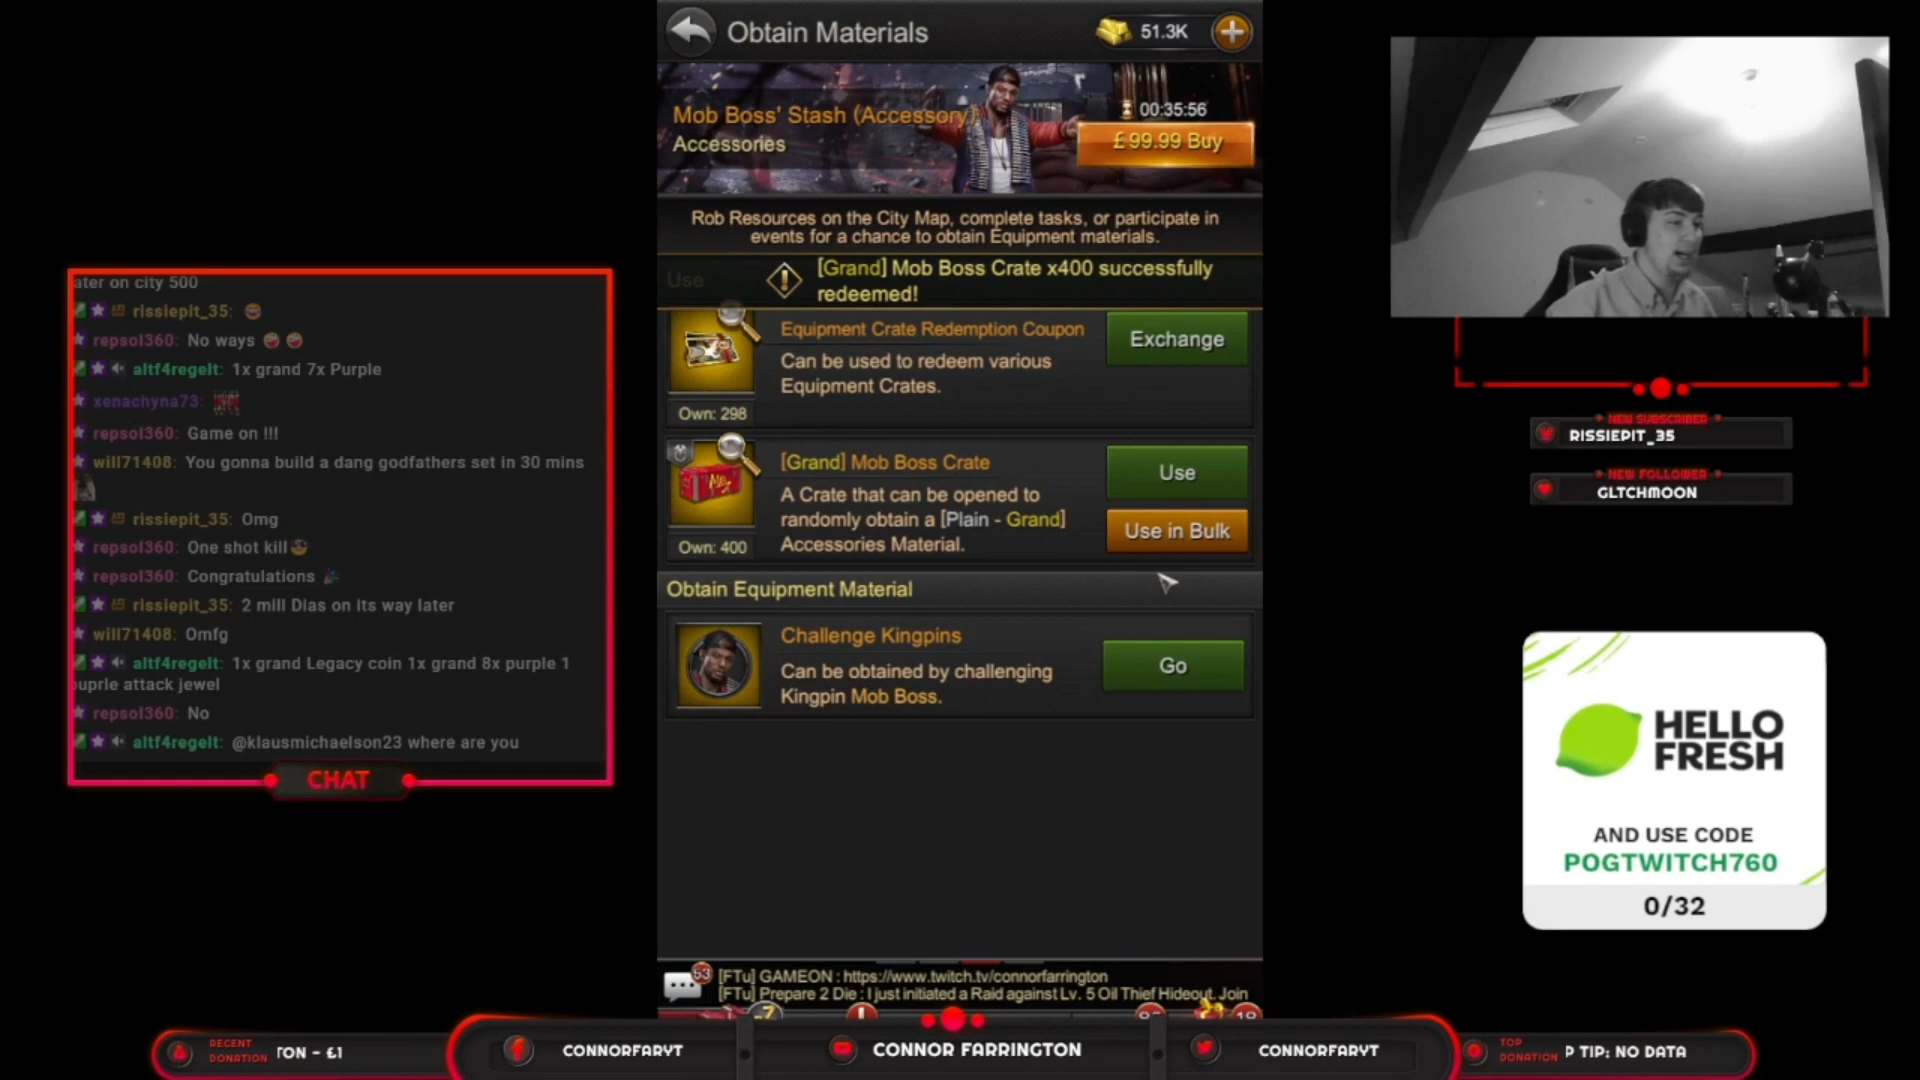 Obtain Materials
51.3K
Mob Boss' Stash (Accessory)
Accessories
00:35:56
£99.99 Buy
Rob Resources on the City Map, complete tasks, or participate in
events for a chance to obtain Equipment materials.
Use
[Grand] Mob Boss Crate x400 successfully
redeemed!
Equipment Crate Redemption Coupon
Can be used to redeem various
Equipment Crates.
Exchange
Own: 298
[Grand] Mob Boss Crate
A Crate that can be opened to
randomly obtain a [Plain - Grand]
Accessories Material.
Use
Use in Bulk
Own: 400
Obtain Equipment Material
Challenge Kingpins
Can be obtained by challenging
Kingpin Mob Boss.
Go
53
[FTu] GAMEON : https://www.twitch.tv/connorfarrington
[FTu] Prepare 2 Die : I just initiated a Raid against Lv. 5 Oil Thief Hideout. Join
ater on city 500
rissiepit_35:
repsol360: No ways
altf4regelt: 1x grand 7x Purple
xenachyna73:
repsol360: Game on !!!
will71408: You gonna build a dang godfathers set in 30 mins
rissiepit_35: Omg
repsol360: One shot kill
repsol360: Congratulations
rissiepit_35: 2 mill Dias on its way later
will71408: Omfg
altf4regelt: 1x grand Legacy coin 1x grand 8x purple 1
puprle attack jewel
repsol360: No
altf4regelt: @klausmichaelson23 where are you
CHAT
NEW SUBSCRIBER
RISSIEPIT_35
NEW FOLLOWER
GLTCHMOON
HELLO
FRESH
AND USE CODE
POGTWITCH760
0/32
RECENT
DONATION
TON - £1
CONNORFARYT
CONNOR FARRINGTON
CONNORFARYT
TOP
DONATION
P TIP: NO DATA